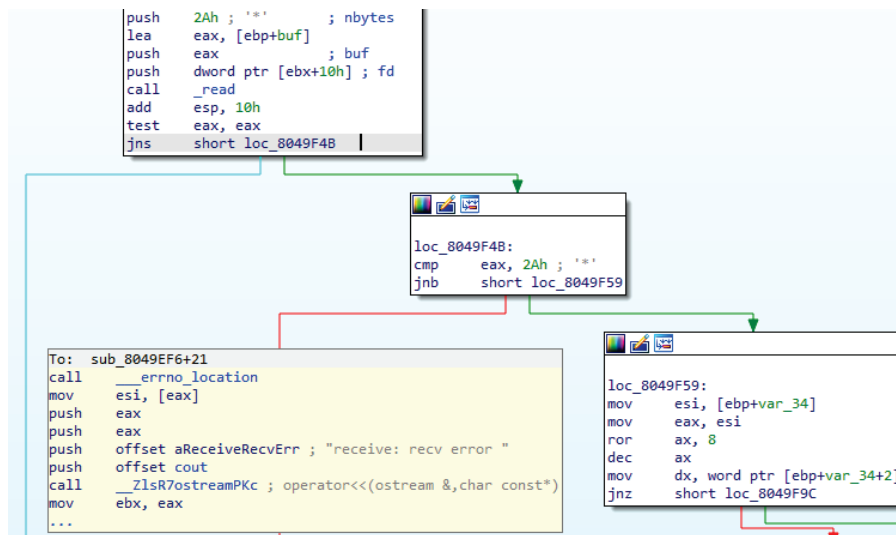 push 2Ah ; '*' ; nbytes
lea eax, [ebp+buf]
push eax ; buf
push dword ptr [ebx+10h] ; fd
call _read
add esp, 10h
test eax, eax
jns short loc_8049F4B
loc_8049F4B:
cmp eax, 2Ah ; '*'
jnb short loc_8049F59
To: sub_8049EF6+21
call ___errno_location
mov esi, [eax]
push eax
push eax
push offset aReceiveRecvErr ; "receive: recv error "
push offset cout
call __ZlsR7ostreamPKc ; operator<<(ostream &,char const*)
mov ebx, eax
...
loc_8049F59:
mov esi, [ebp+var_34]
mov eax, esi
ror ax, 8
dec ax
mov dx, word ptr [ebp+var_34+2]
jnz short loc_8049F9C